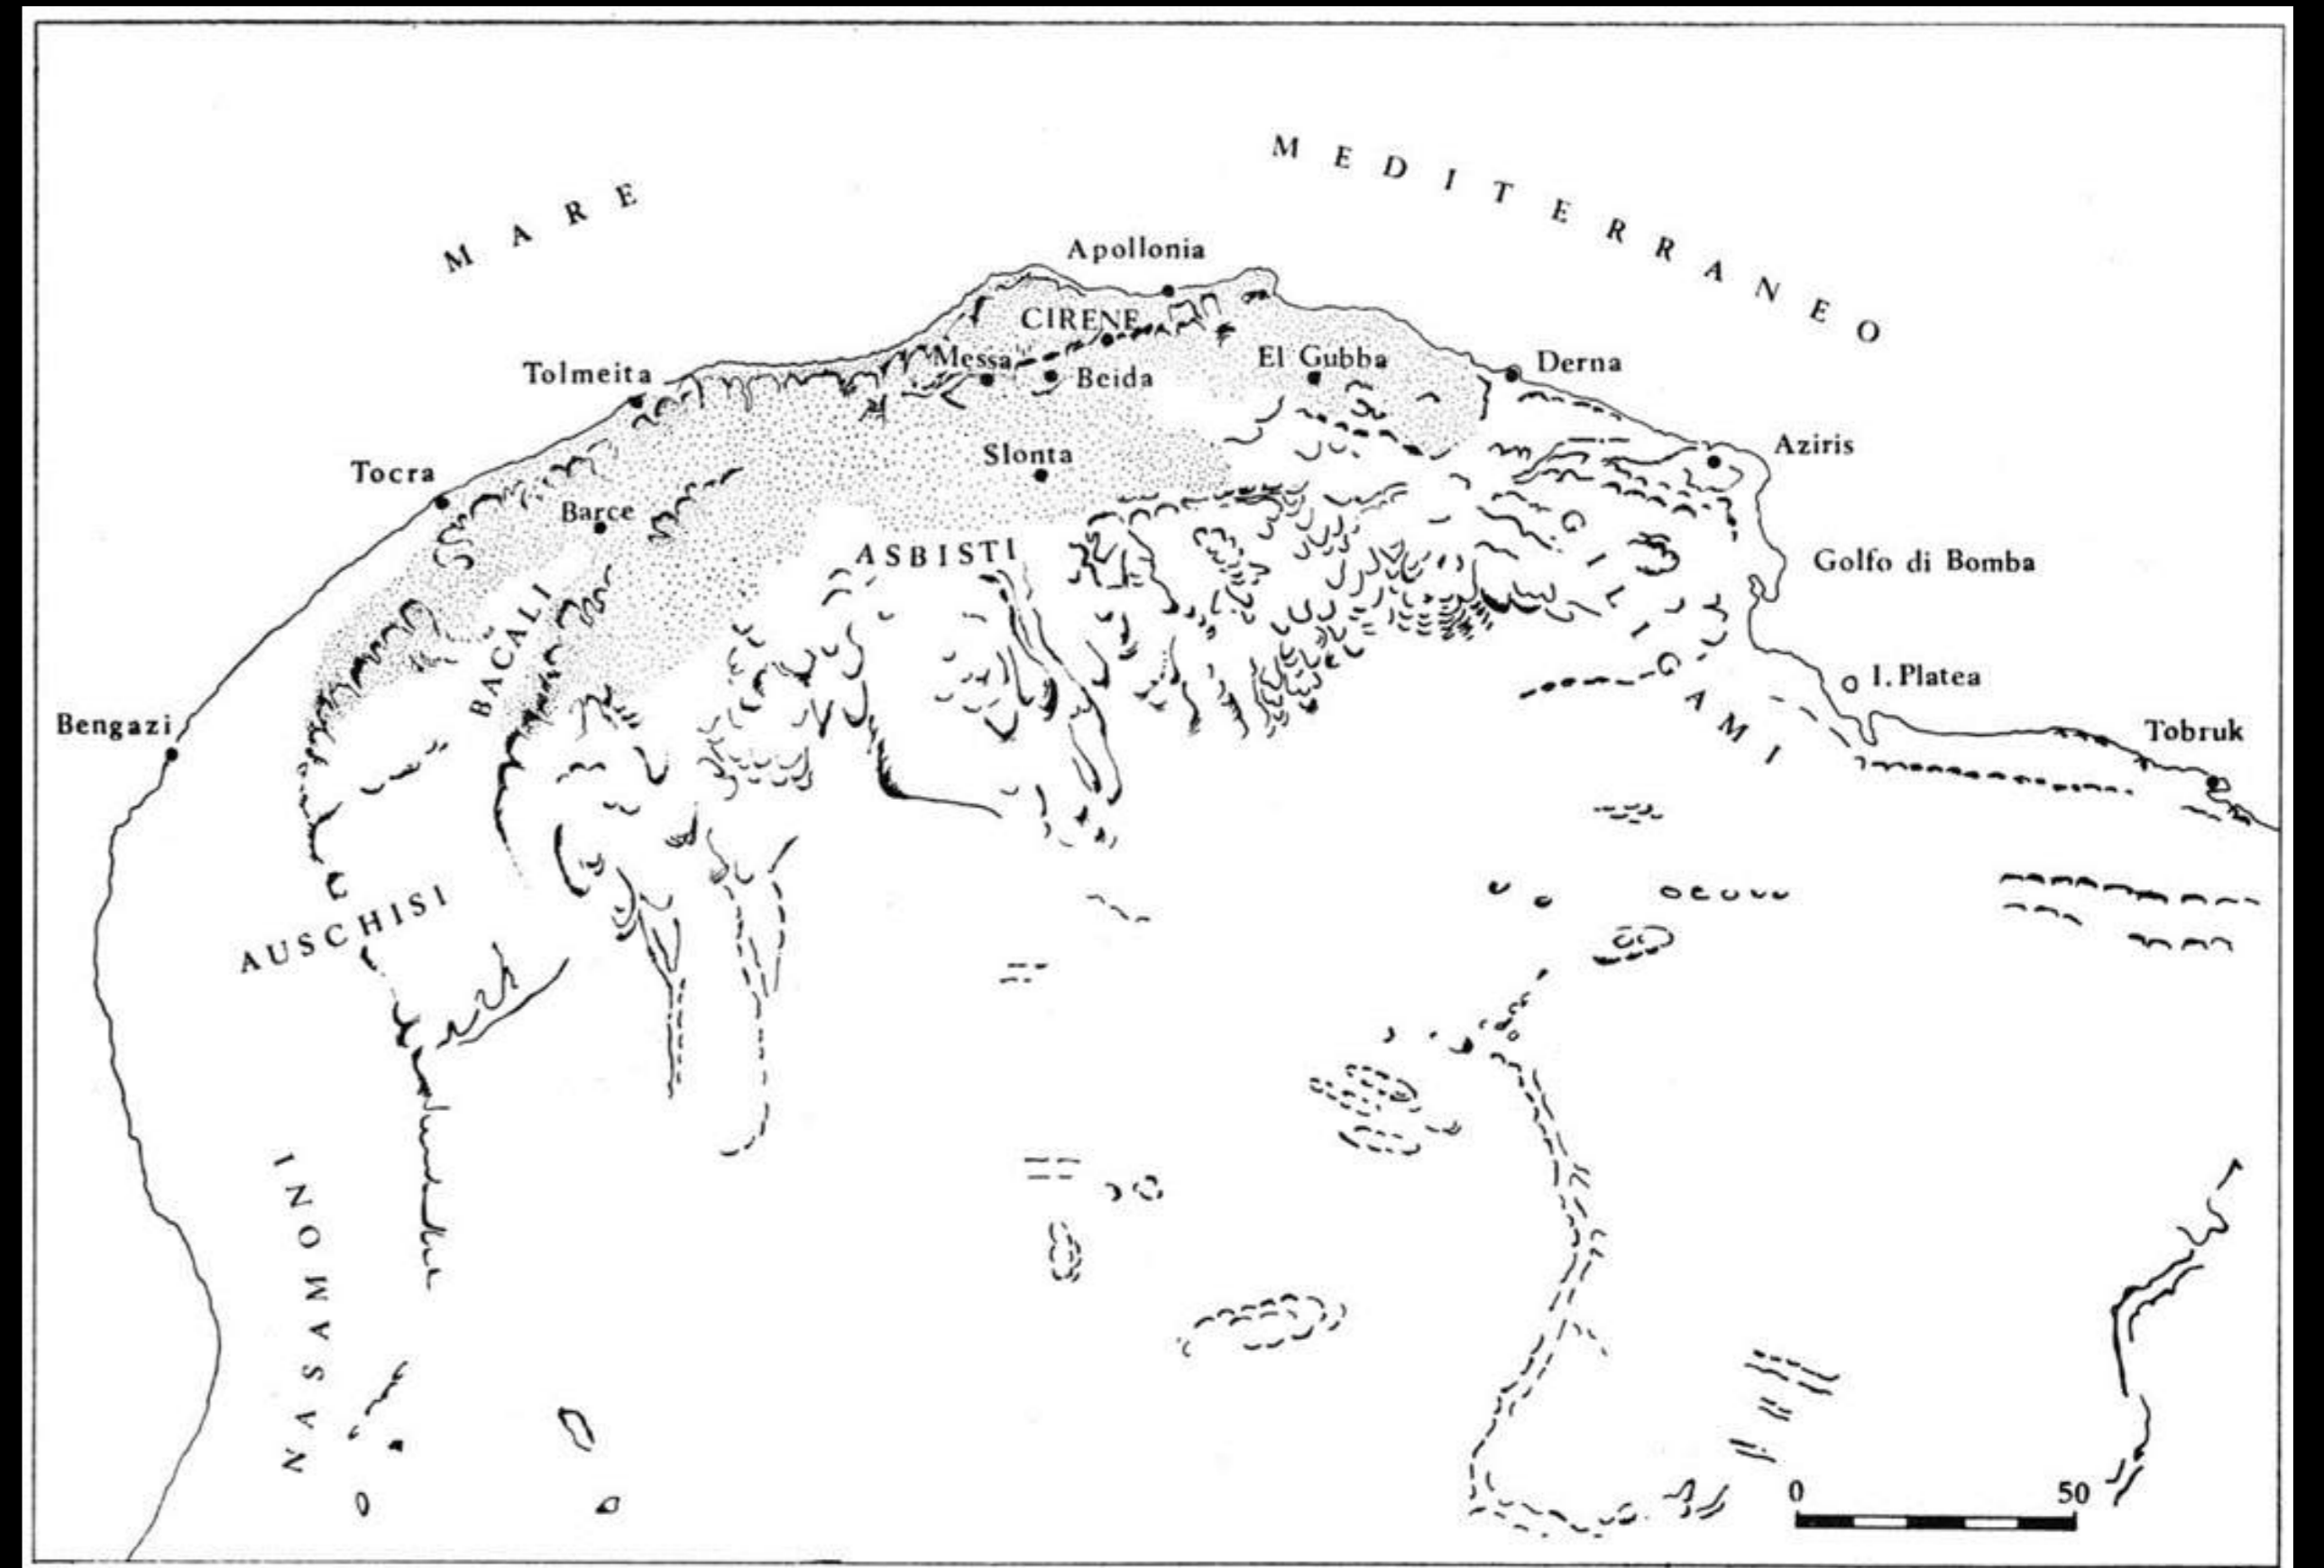 MARE
MEDITERRANEO
Apollonia
CIRENE
Messa
Beida
El Gubba
Derna
Tolmeita
Aziris
Slonta
Tocra
Barce
ASBISTI
GILIGAMI
Golfo di Bomba
BACALI
I. Platea
Bengazi
Tobruk
AUSCHISI
NASAMONI
0 50